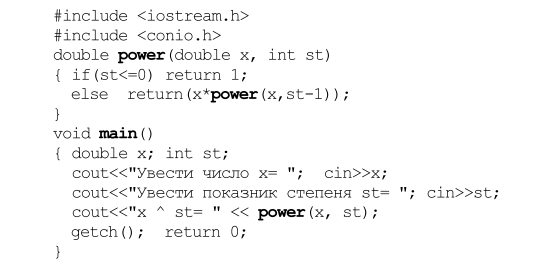 #include <iostream.h>
#include <conio.h>
double power(double x, int st)
{ if(st<=0) return 1;
else return(x*power(x,st-1));
}
void main()
{ double x; int st;
cout<<"Увести число x= "; cin>>x;
cout<<"Увести показник степеня st= "; cin>>st;
cout<<"x ^ st= " << power(x, st);
getch(); return 0;
}